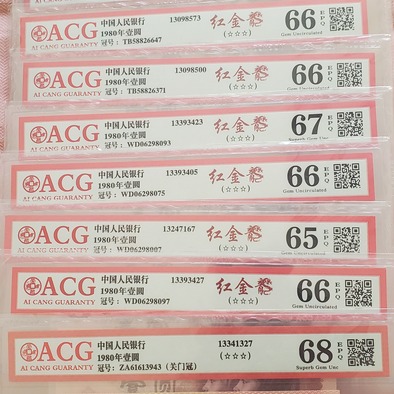 ACG
AI CANG GUARANTY
中国人民银行
1980年壹圆
冠号: TB58826647
13098573
红金龙
(☆☆☆)
66 EPQ
Gem Uncirculated
ACG
AI CANG GUARANTY
中国人民银行
1980年壹圆
冠号: TB58826371
13098500
红金龙
(☆☆☆)
66 EPQ
Gem Uncirculated
ACG
AI CANG GUARANTY
中国人民银行
1980年壹圆
冠号: WD06298093
13393423
红金龙
(☆☆☆)
67 EPQ
Superb Gem Unc
ACG
AI CANG GUARANTY
中国人民银行
1980年壹圆
冠号: WD06298075
13393405
红金龙
(☆☆☆)
66 EPQ
Gem Uncirculated
ACG
AI CANG GUARANTY
中国人民银行
1980年壹圆
冠号: WD06298007
13247167
红金龙
(☆☆☆)
65 EPQ
Gem Uncirculated
ACG
AI CANG GUARANTY
中国人民银行
1980年壹圆
冠号: WD06298097
13393427
红金龙
(☆☆☆)
66 EPQ
Gem Uncirculated
ACG
AI CANG GUARANTY
中国人民银行
1980年壹圆
冠号: ZA61613943 (关门冠)
13341327
(☆☆☆)
68 EPQ
Superb Gem Unc